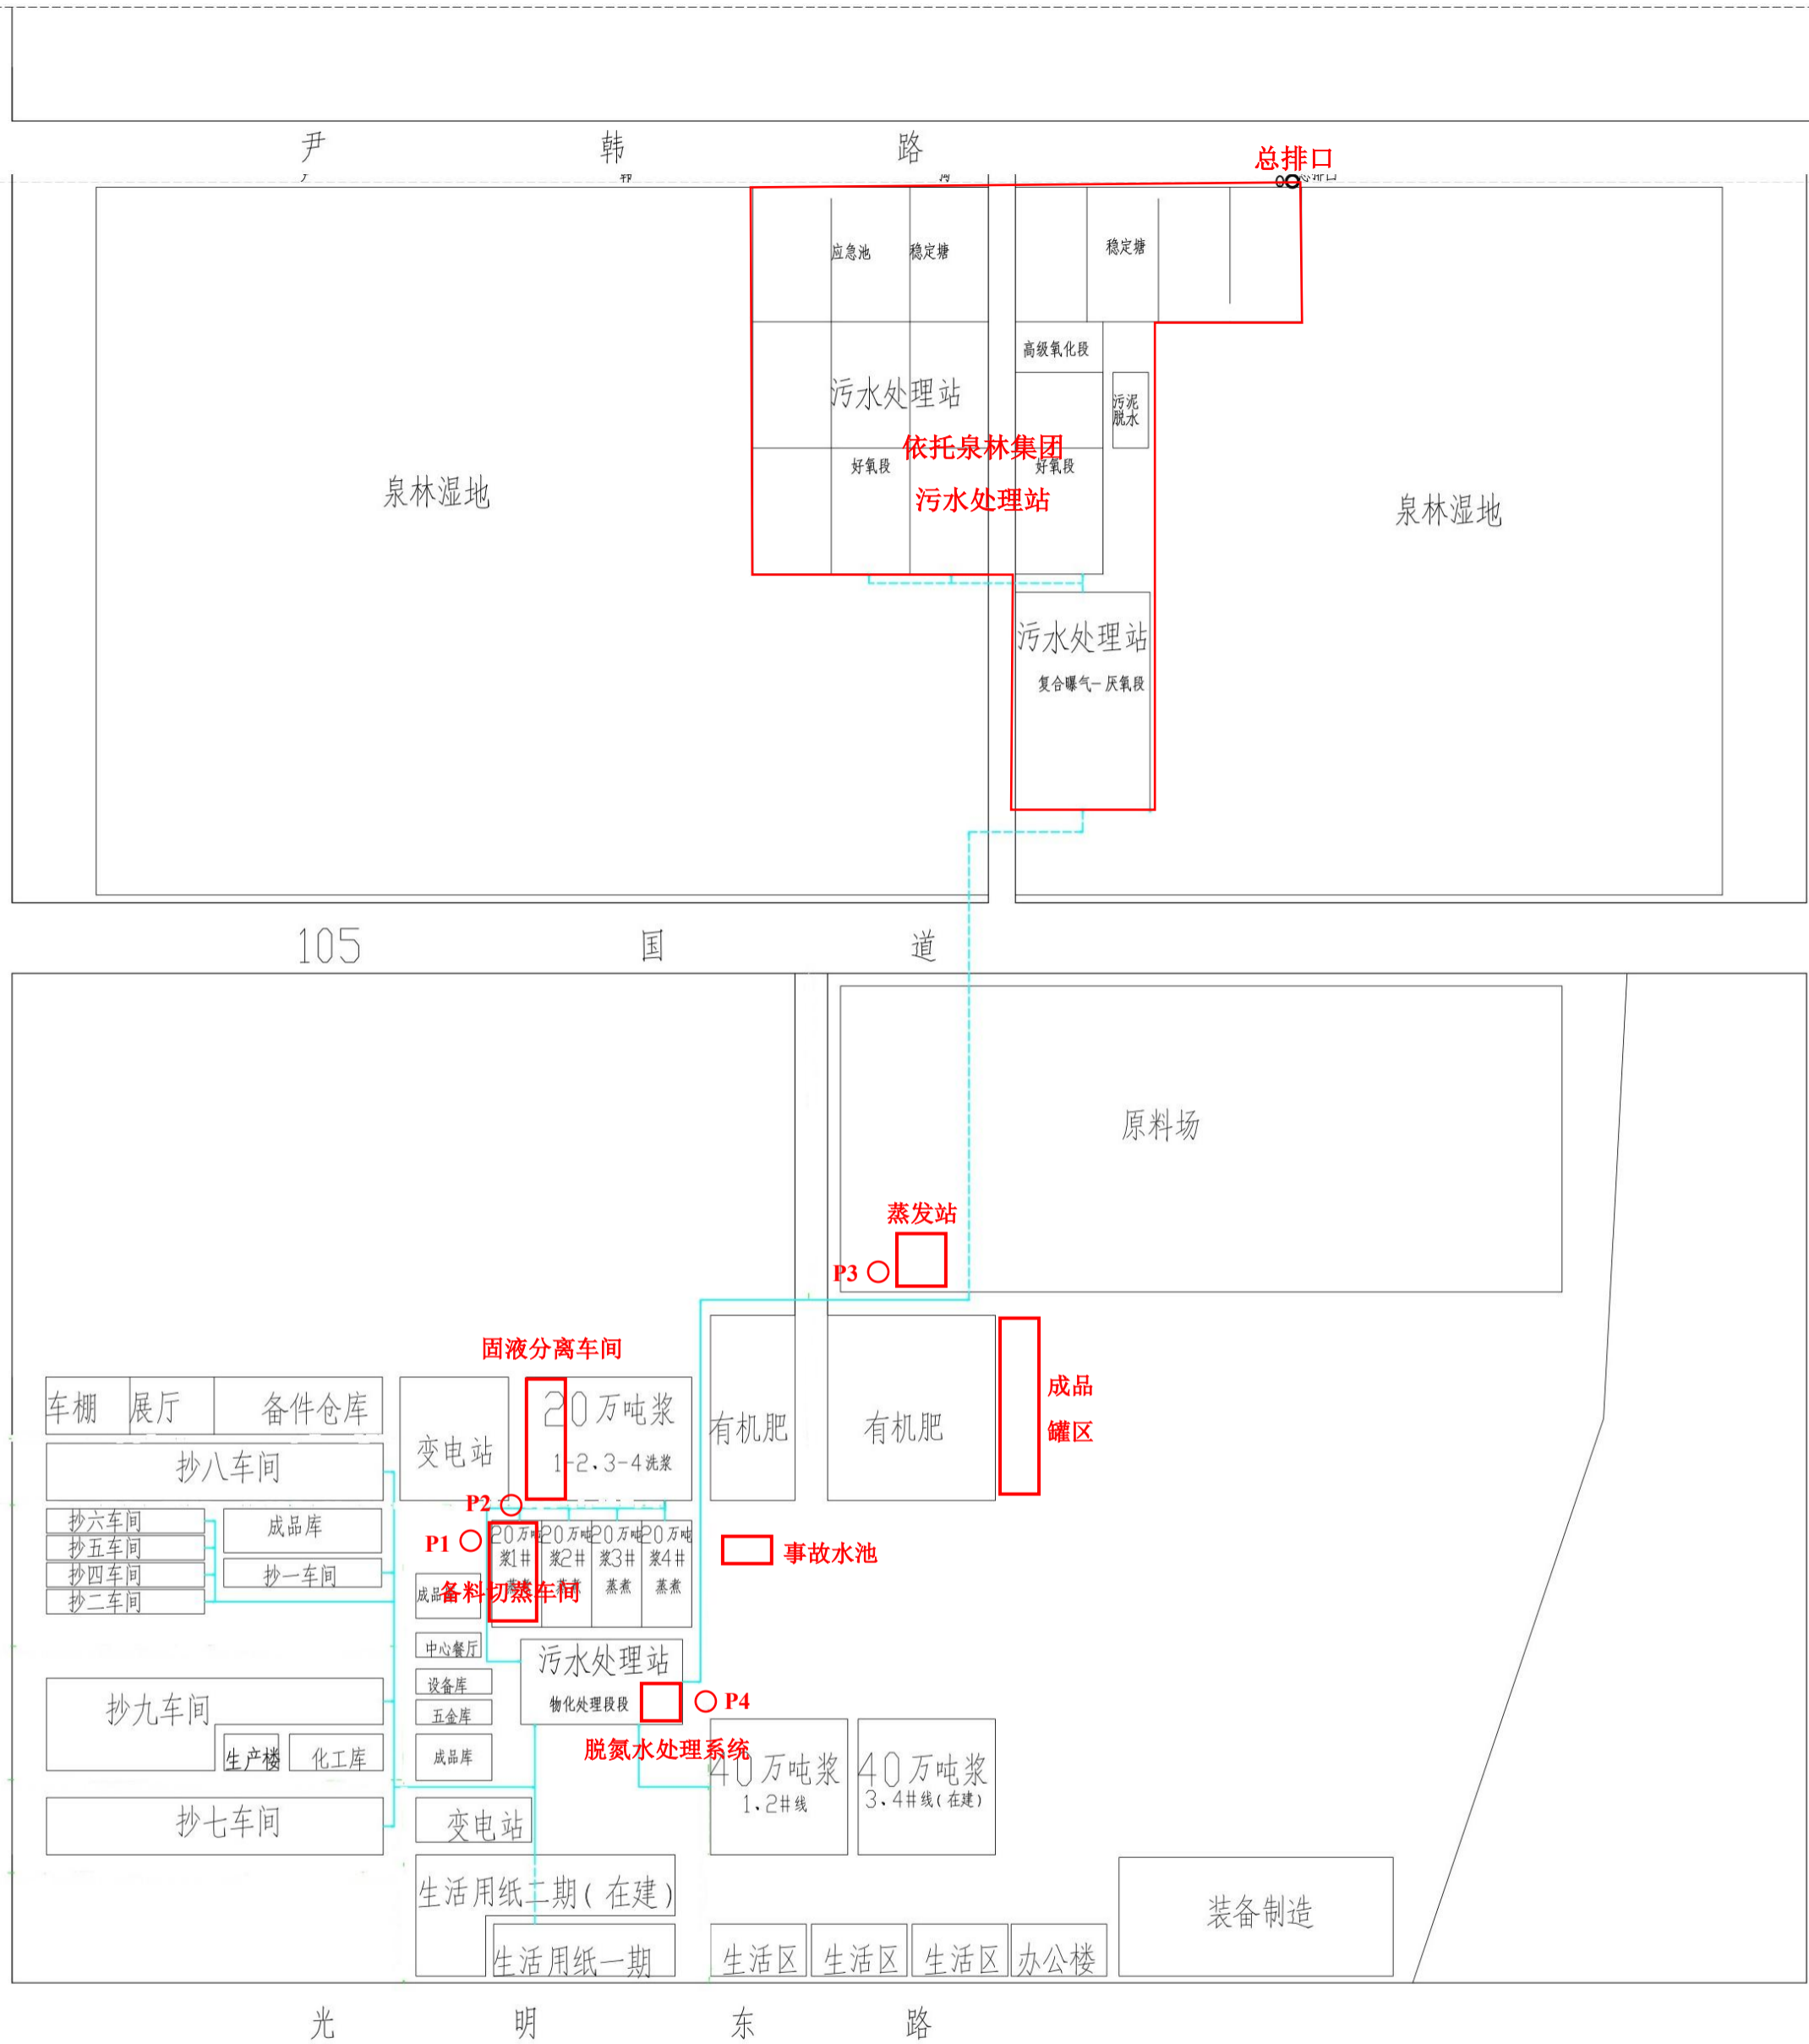 尹 韩 路
总排口
应急池
稳定塘
稳定塘
高级氧化段
污水处理站
污泥
脱水
依托泉林集团
污水处理站
好氧段
好氧段
泉林湿地
泉林湿地
污水处理站
复合曝气-厌氧段
105 国 道
原料场
蒸发站
P3
固液分离车间
成品
罐区
车棚
展厅
备件仓库
变电站
20万吨浆
1-2、3-4洗浆
有机肥
有机肥
抄八车间
P2
抄六车间
抄五车间
抄四车间
抄二车间
成品库
抄一车间
P1
20万吨
浆1#
蒸煮
20万吨
浆2#
蒸煮
20万吨
浆3#
蒸煮
20万吨
浆4#
蒸煮
事故水池
成品
备料切蒸车间
中心餐厅
污水处理站
物化处理段段
设备库
五金库
P4
抄九车间
生产楼
化工库
成品库
脱氮水处理系统
40万吨浆
1、2#线
40万吨浆
3、4#线(在建)
抄七车间
变电站
生活用纸二期(在建)
生活用纸一期
生活区
生活区
生活区
办公楼
装备制造
光 明 东 路